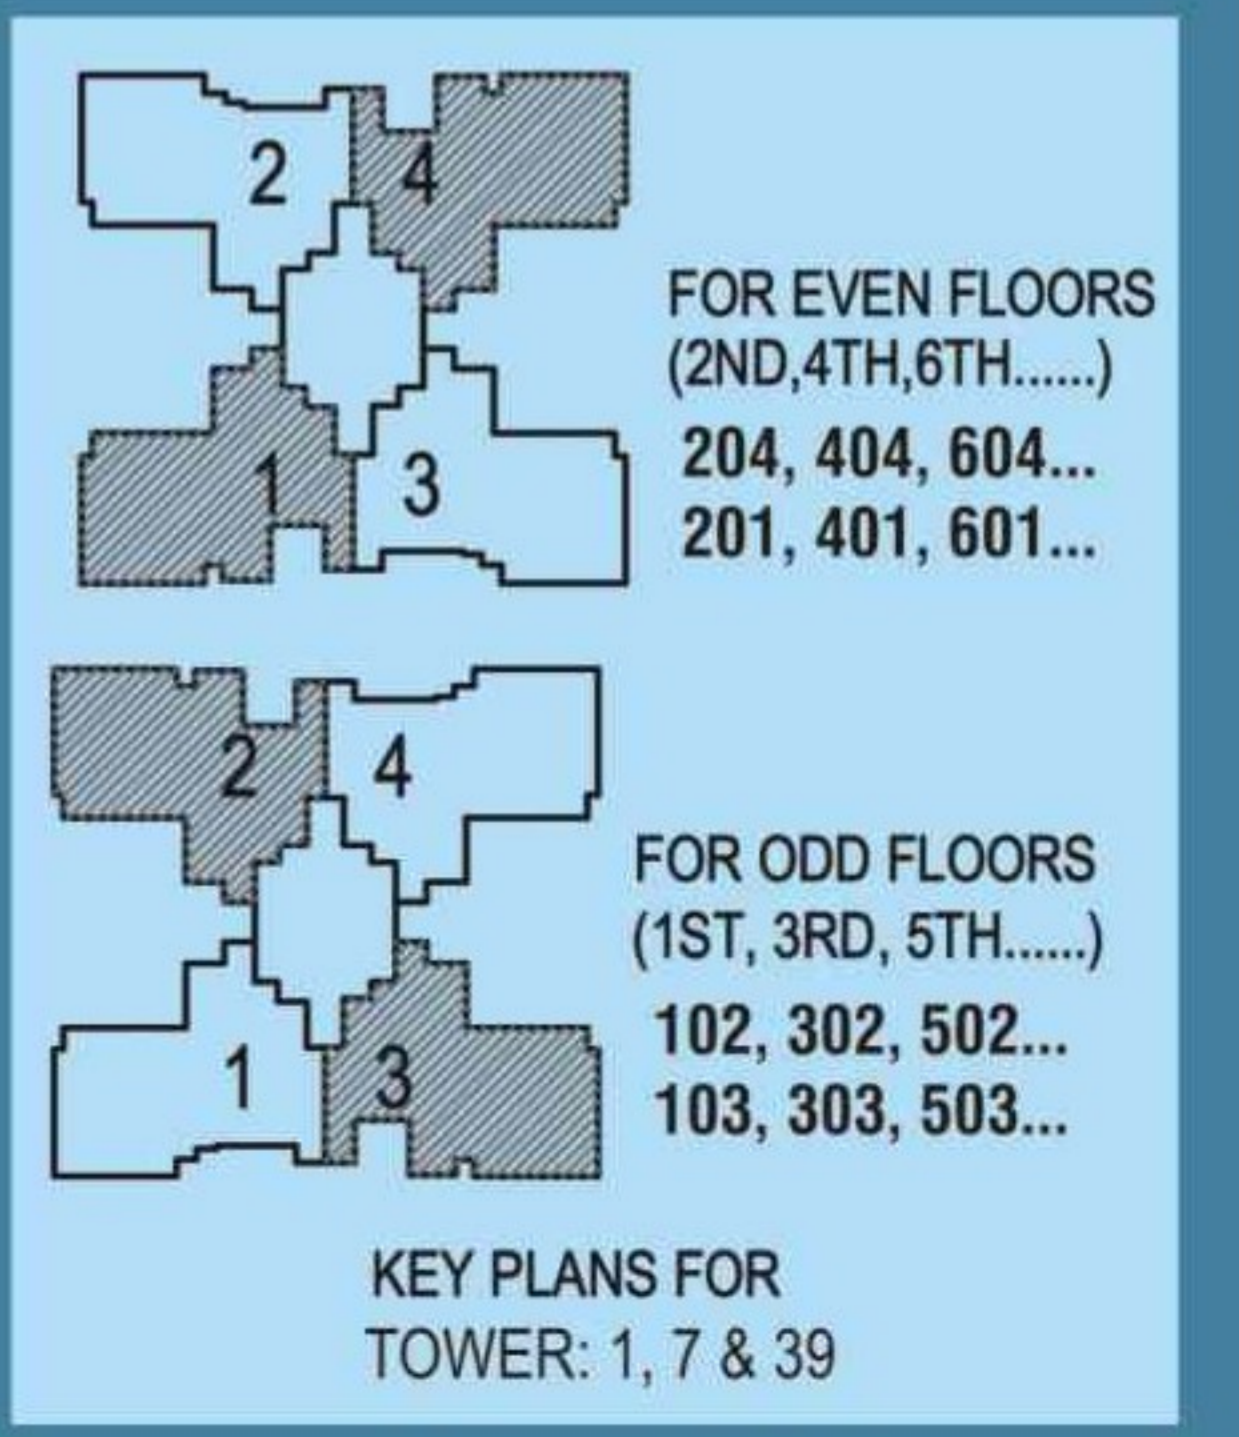 2 4
1 3
FOR EVEN FLOORS
(2ND,4TH,6TH......)
204, 404, 604...
201, 401, 601...
2 4
1 3
FOR ODD FLOORS
(1ST, 3RD, 5TH......)
102, 302, 502...
103, 303, 503...
KEY PLANS FOR
TOWER: 1, 7 & 39